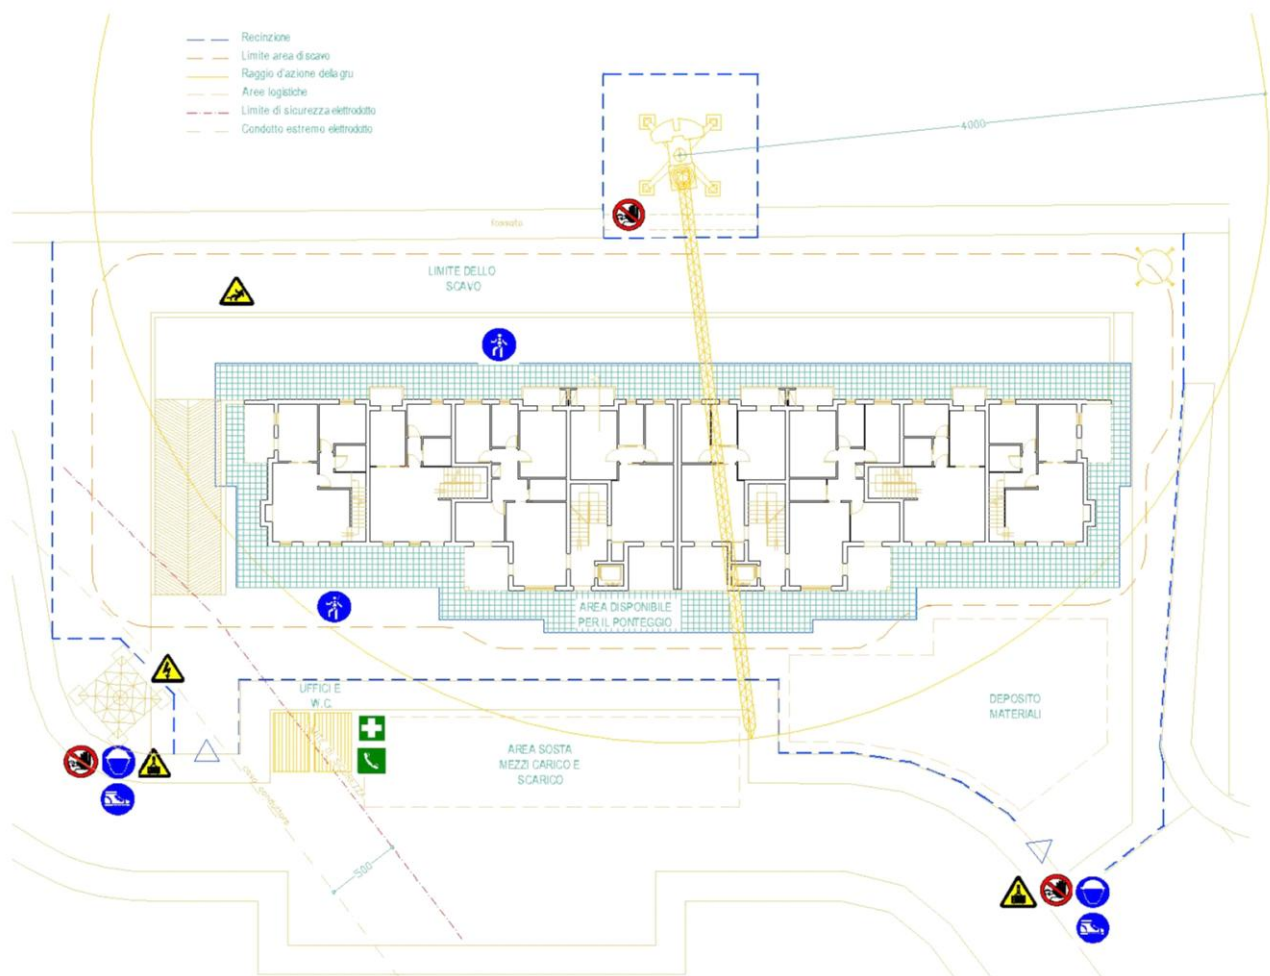 Recinzione
Limite area di scavo
Raggio d'azione della gru
Aree logistiche
Limite di sicurezza elettrodotto
Condotto estremo elettrodotto
4000
LIMITE DELLO
SCAVO
AREA DISPONIBILE
PER IL PONTEGGIO
UFFICI E
W.C.
AREA SOSTA
MEZZI CARICO E
SCARICO
DEPOSITO
MATERIALI
500